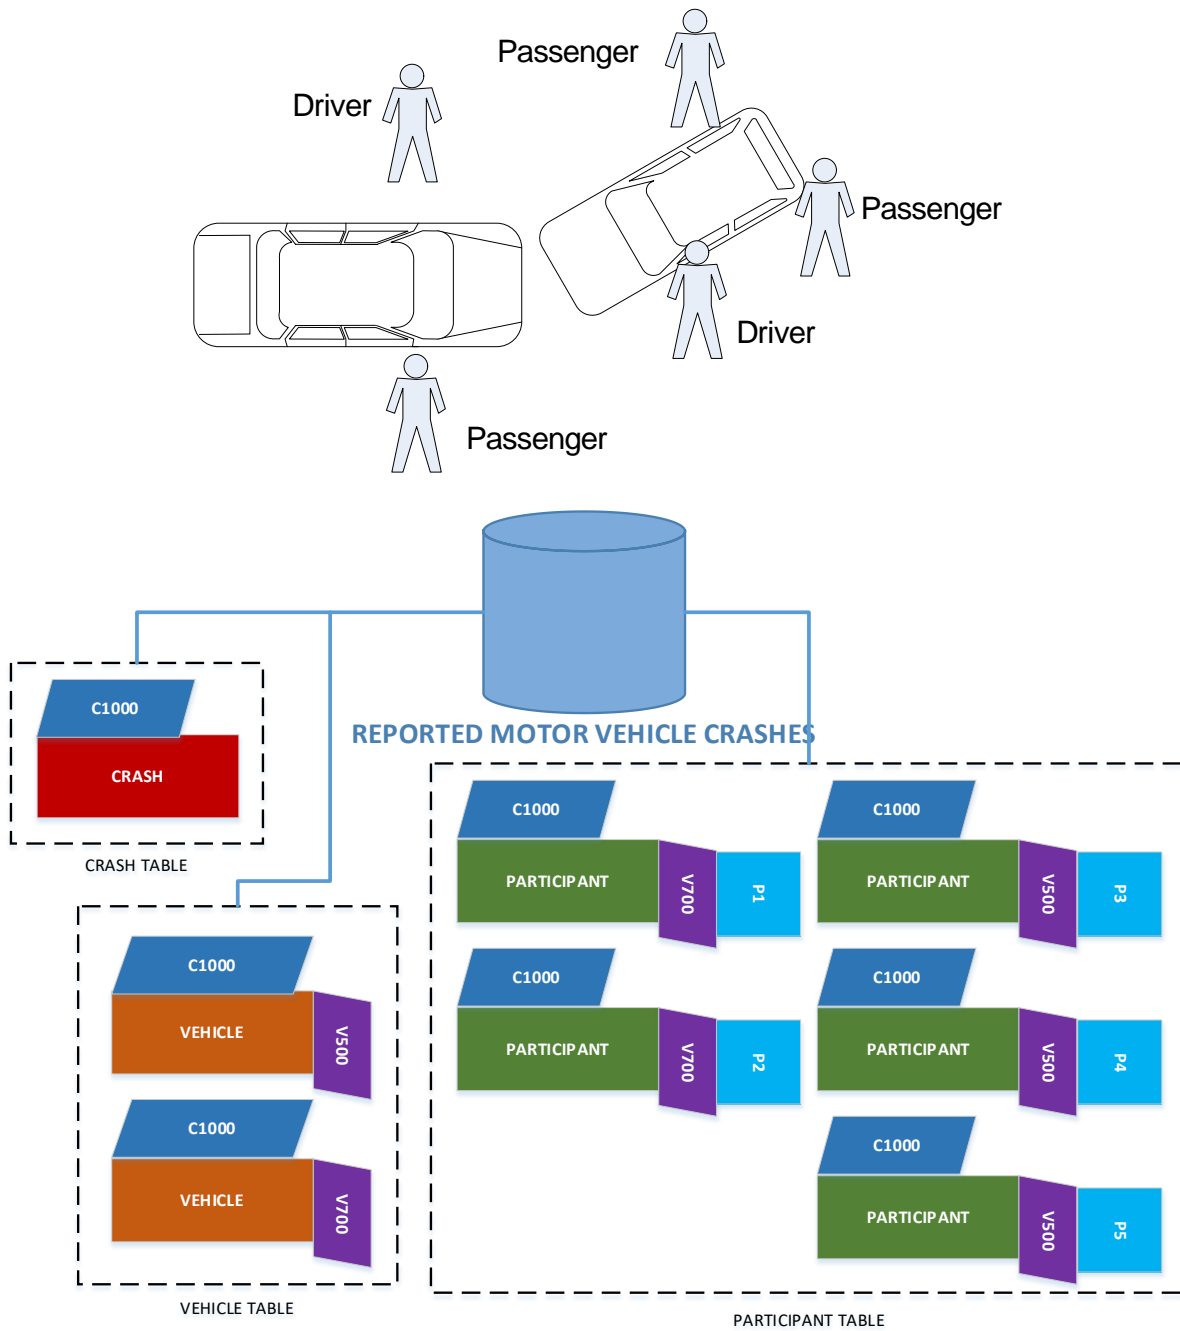 Passenger
Driver
Passenger
Driver
Passenger
REPORTED MOTOR VEHICLE CRASHES
C1000
CRASH
CRASH TABLE
C1000
VEHICLE
V500
C1000
VEHICLE
V700
VEHICLE TABLE
C1000
PARTICIPANT
V700
P1
C1000
PARTICIPANT
V500
P3
C1000
PARTICIPANT
V700
P2
C1000
PARTICIPANT
V500
P4
C1000
PARTICIPANT
V500
P5
PARTICIPANT TABLE